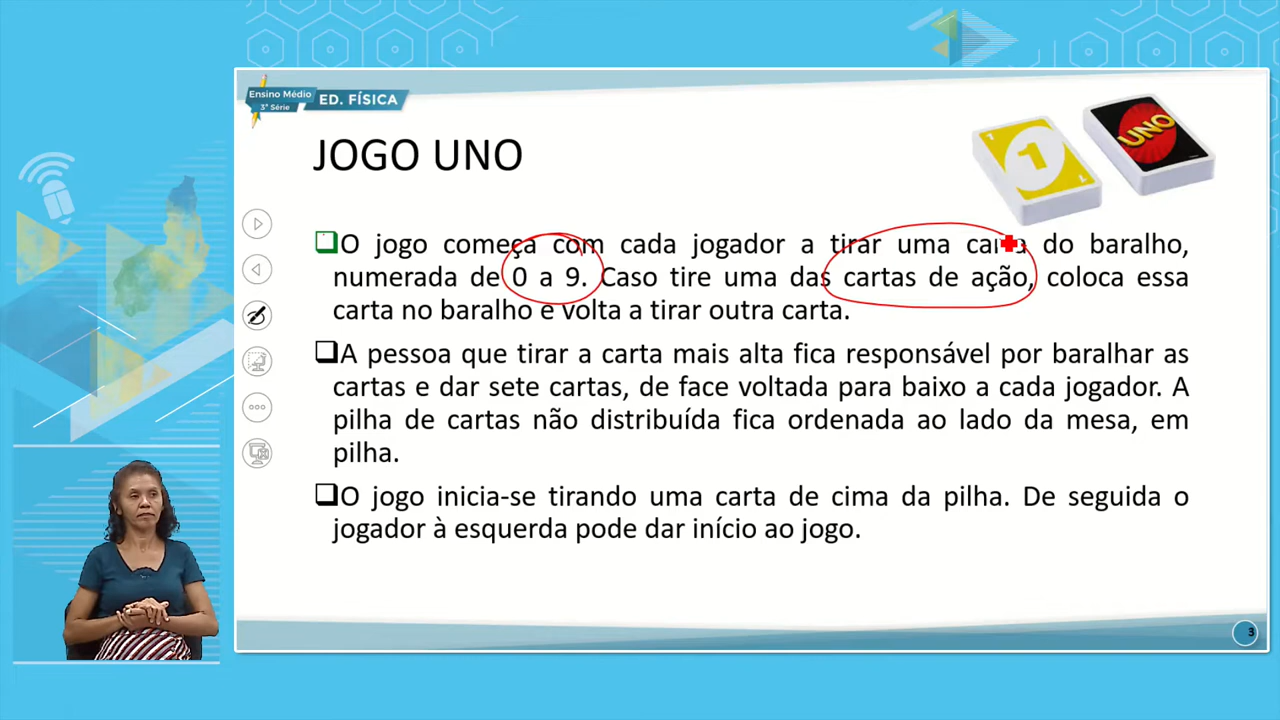 Ensino Médio
3ª Série
ED. FÍSICA
JOGO UNO
1
1
1
UNO
O jogo começa com cada jogador a tirar uma carta do baralho,
numerada de 0 a 9. Caso tire uma das cartas de ação, coloca essa
carta no baralho e volta a tirar outra carta.
A pessoa que tirar a carta mais alta fica responsável por baralhar as
cartas e dar sete cartas, de face voltada para baixo a cada jogador. A
pilha de cartas não distribuída fica ordenada ao lado da mesa, em
pilha.
O jogo inicia-se tirando uma carta de cima da pilha. De seguida o
jogador à esquerda pode dar início ao jogo.
3